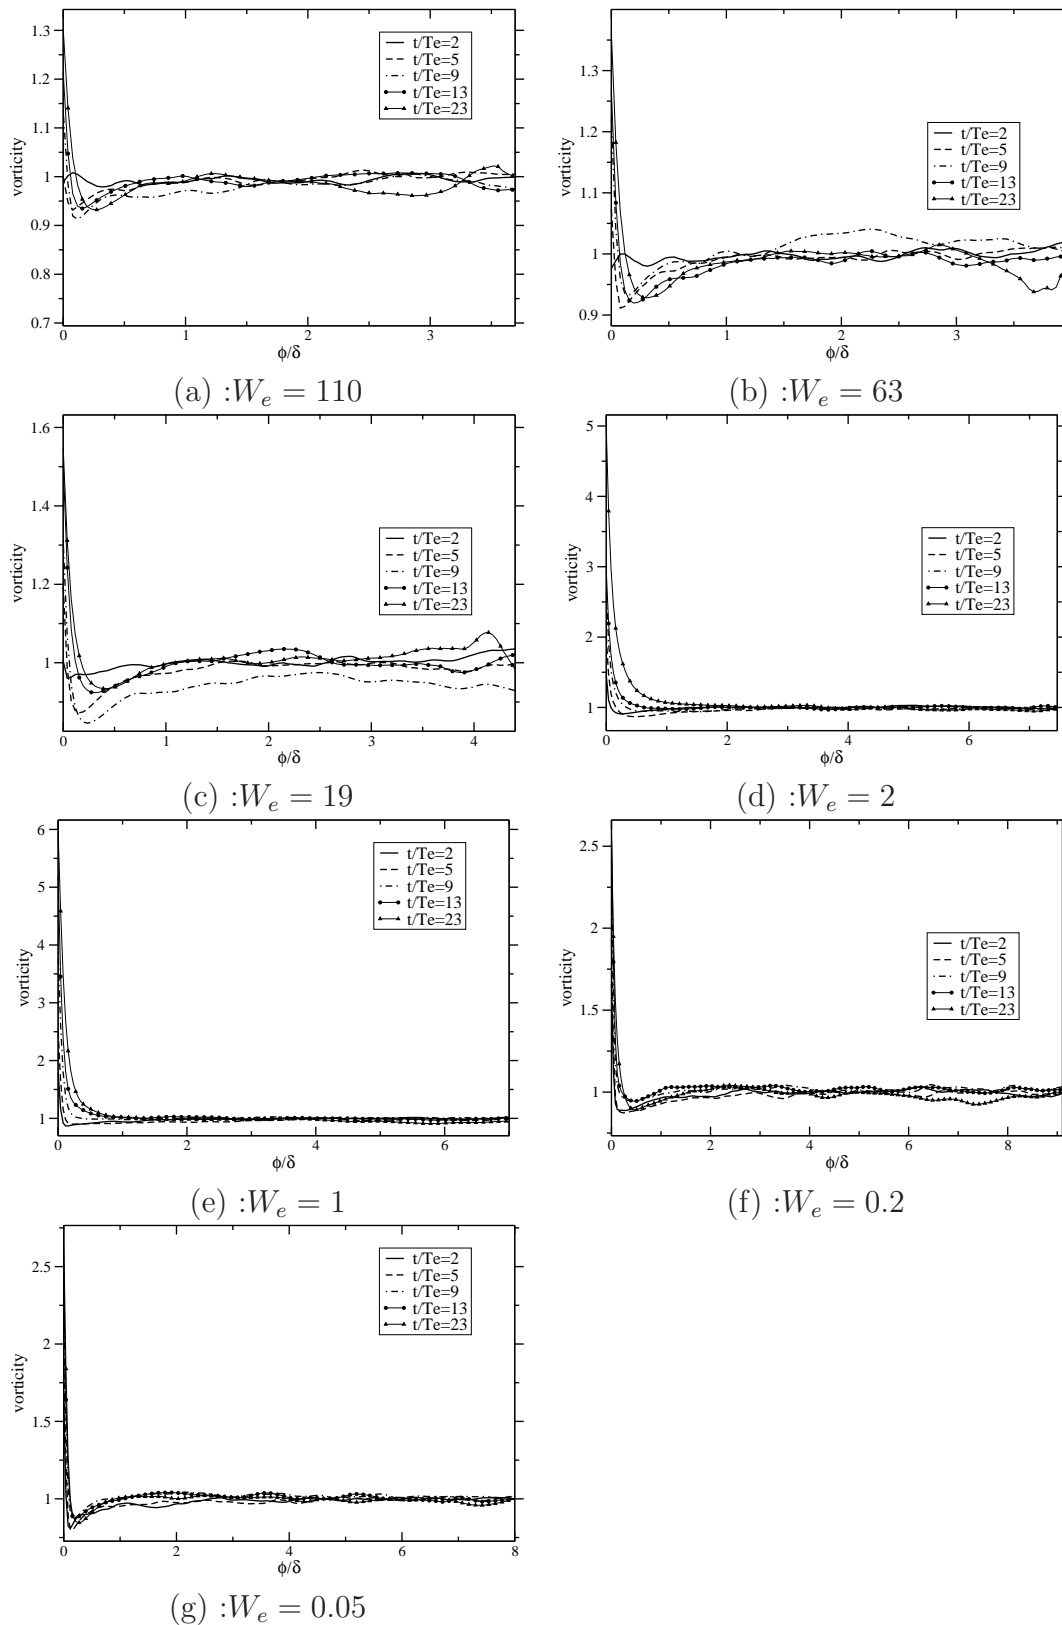 1.3
1.2
1.1
1
0.9
0.8
0.7
vorticity
0 1 2 3
ϕ/δ
t/Te=2
t/Te=5
t/Te=9
t/Te=13
t/Te=23
(a) :W_e = 110
1.3
1.2
1.1
1
0.9
vorticity
0 1 2 3
ϕ/δ
t/Te=2
t/Te=5
t/Te=9
t/Te=13
t/Te=23
(b) :W_e = 63
1.6
1.4
1.2
1
vorticity
0 1 2 3 4
ϕ/δ
t/Te=2
t/Te=5
t/Te=9
t/Te=13
t/Te=23
(c) :W_e = 19
5
4
3
2
1
vorticity
0 2 4 6
ϕ/δ
t/Te=2
t/Te=5
t/Te=9
t/Te=13
t/Te=23
(d) :W_e = 2
6
5
4
3
2
1
vorticity
0 2 4 6
ϕ/δ
t/Te=2
t/Te=5
t/Te=9
t/Te=13
t/Te=23
(e) :W_e = 1
2.5
2
1.5
1
vorticity
0 2 4 6 8
ϕ/δ
t/Te=2
t/Te=5
t/Te=9
t/Te=13
t/Te=23
(f) :W_e = 0.2
2.5
2
1.5
1
vorticity
0 2 4 6 8
ϕ/δ
t/Te=2
t/Te=5
t/Te=9
t/Te=13
t/Te=23
(g) :W_e = 0.05